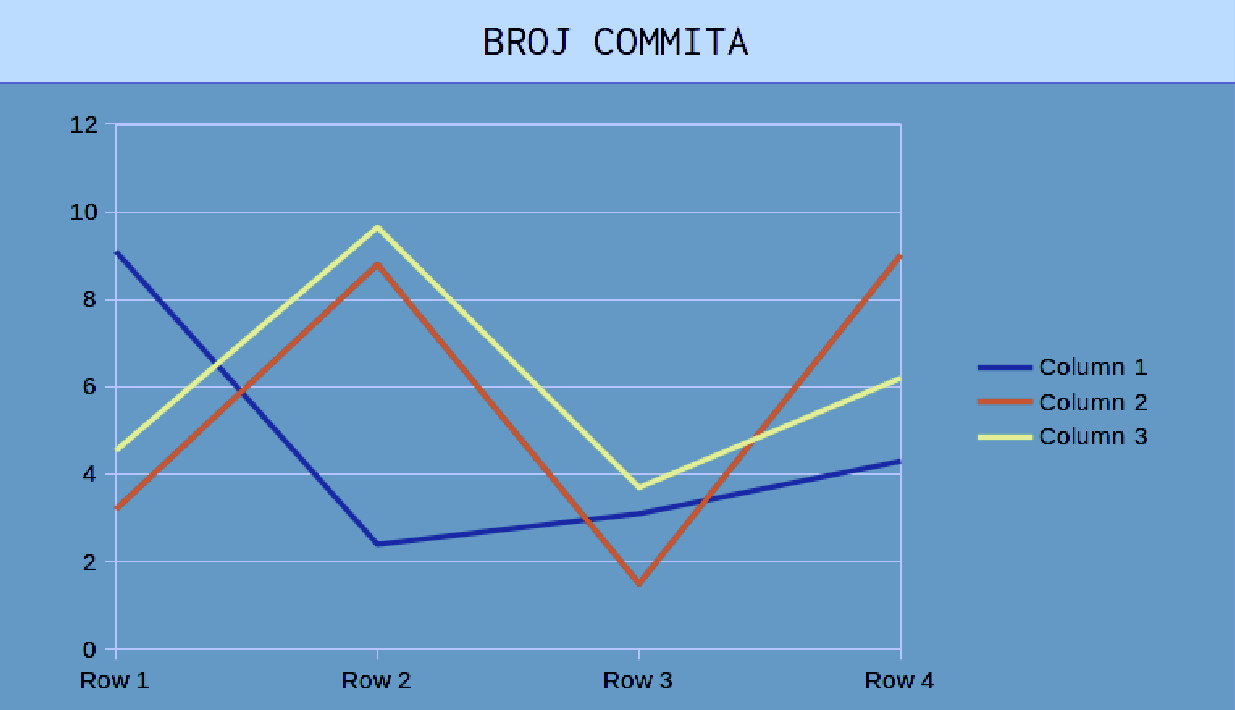 BROJ COMMITA
12
10
8
6
4
2
0
Row 1 Row 2 Row 3 Row 4
Column 1
Column 2
Column 3